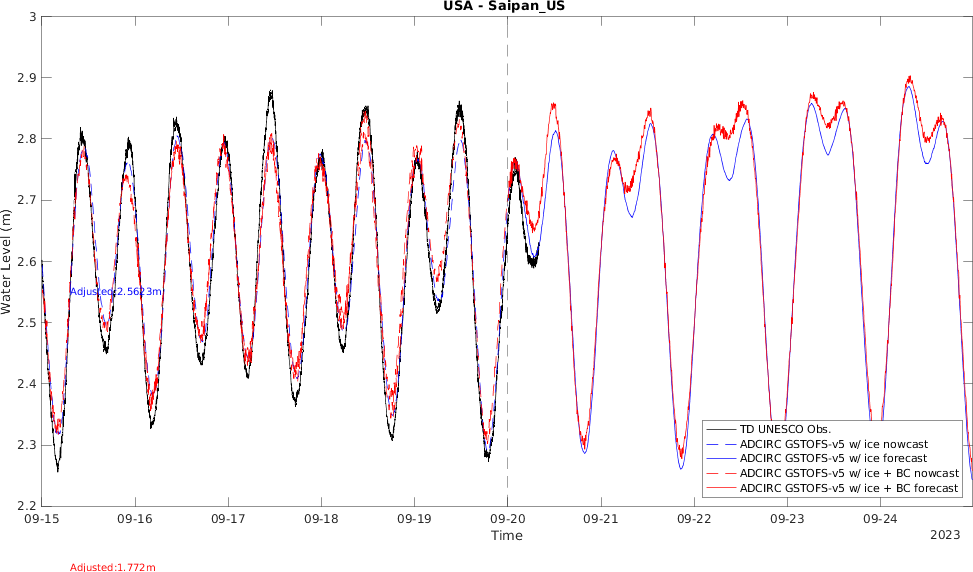 USA - Saipan_US
3
2.9
2.8
2.7
2.6
2.5
2.4
2.3
2.2
Water Level (m)
Adjusted:2.5623m
TD UNESCO Obs.
ADCIRC GSTOFS-v5 w/ ice nowcast
ADCIRC GSTOFS-v5 w/ ice forecast
ADCIRC GSTOFS-v5 w/ ice + BC nowcast
ADCIRC GSTOFS-v5 w/ ice + BC forecast
09-15 09-16 09-17 09-18 09-19 09-20 09-21 09-22 09-23 09-24
Time
2023
Adjusted:1.772m